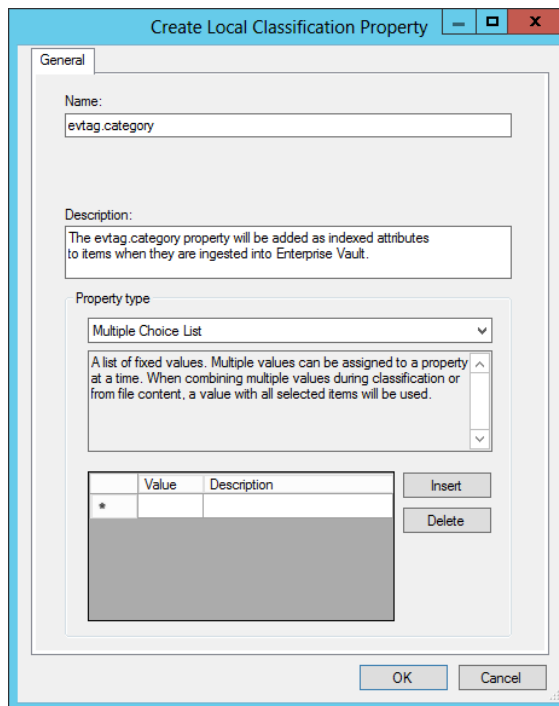 Create Local Classification Property
General
Name:
evtag.category
Description:
The evtag.category property will be added as indexed attributes
to items when they are ingested into Enterprise Vault.
Property type
Multiple Choice List
A list of fixed values. Multiple values can be assigned to a property
at a time. When combining multiple values during classification or
from file content, a value with all selected items will be used.
Value Description
*
Insert
Delete
OK Cancel